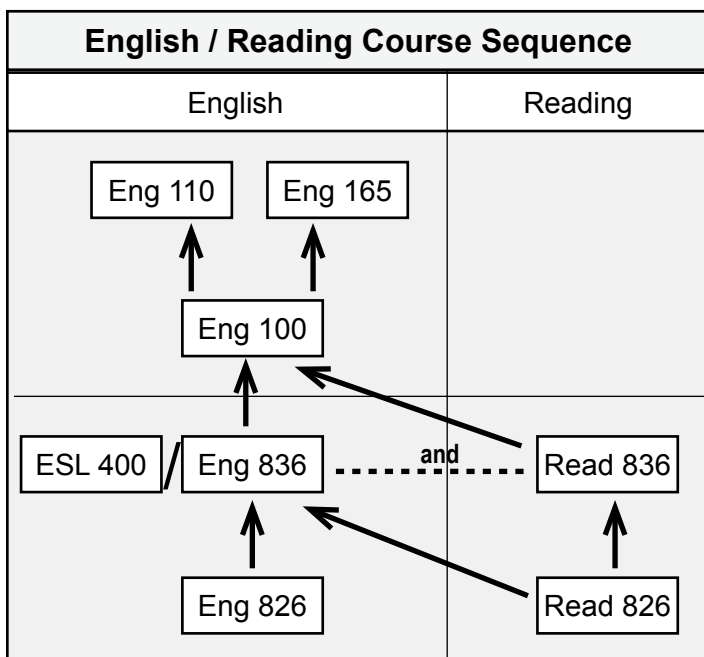 English / Reading Course Sequence
English
Reading
Eng 110
Eng 165
Eng 100
ESL 400 / Eng 836 and Read 836
Eng 826
Read 826